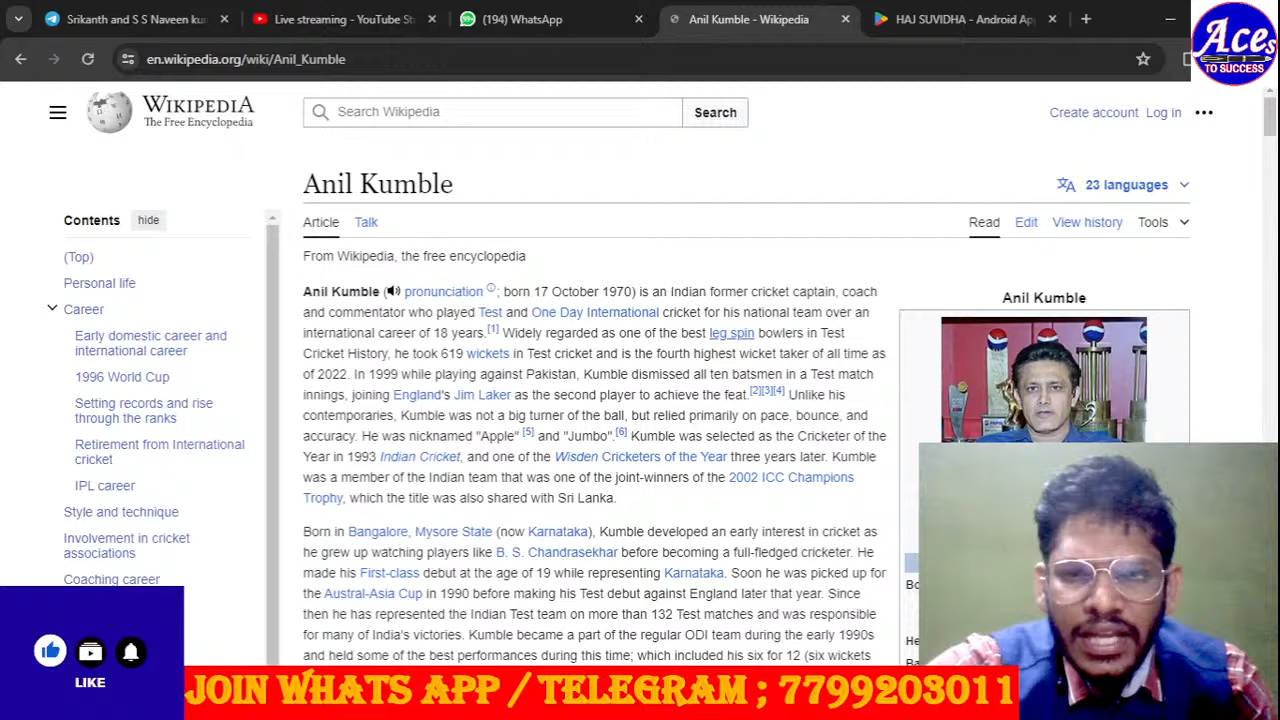 Srikanth and S S Naveen ku
Live streaming - YouTube St
(194) WhatsApp
Anil Kumble - Wikipedia
HAJ SUVIDHA - Android Ap
Aces
TO SUCCESS
en.wikipedia.org/wiki/Anil_Kumble
WIKIPEDIA
The Free Encyclopedia
Search Wikipedia
Search
Create account Log in
Anil Kumble
23 languages
Contents hide
Article Talk
Read Edit View history Tools
(Top)
Personal life
Career
Early domestic career and
international career
1996 World Cup
Setting records and rise
through the ranks
Retirement from International
cricket
IPL career
Style and technique
Involvement in cricket
associations
Coaching career
From Wikipedia, the free encyclopedia
Anil Kumble ( pronunciation ⓘ; born 17 October 1970) is an Indian former cricket captain, coach
and commentator who played Test and One Day International cricket for his national team over an
international career of 18 years.[1] Widely regarded as one of the best leg spin bowlers in Test
Cricket History, he took 619 wickets in Test cricket and is the fourth highest wicket taker of all time as
of 2022. In 1999 while playing against Pakistan, Kumble dismissed all ten batsmen in a Test match
innings, joining England's Jim Laker as the second player to achieve the feat.[2][3][4] Unlike his
contemporaries, Kumble was not a big turner of the ball, but relied primarily on pace, bounce, and
accuracy. He was nicknamed "Apple" [5] and "Jumbo".[6] Kumble was selected as the Cricketer of the
Year in 1993 Indian Cricket, and one of the Wisden Cricketers of the Year three years later. Kumble
was a member of the Indian team that was one of the joint-winners of the 2002 ICC Champions
Trophy, which the title was also shared with Sri Lanka.
Born in Bangalore, Mysore State (now Karnataka), Kumble developed an early interest in cricket as
he grew up watching players like B. S. Chandrasekhar before becoming a full-fledged cricketer. He
made his First-class debut at the age of 19 while representing Karnataka. Soon he was picked up for
the Austral-Asia Cup in 1990 before making his Test debut against England later that year. Since
then he has represented the Indian Test team on more than 132 Test matches and was responsible
for many of India's victories. Kumble became a part of the regular ODI team during the early 1990s
and held some of the best performances during this time; which included his six for 12 (six wickets
Anil Kumble
Bo
He
Ba
LIKE
JOIN WHATS APP / TELEGRAM ; 7799203011